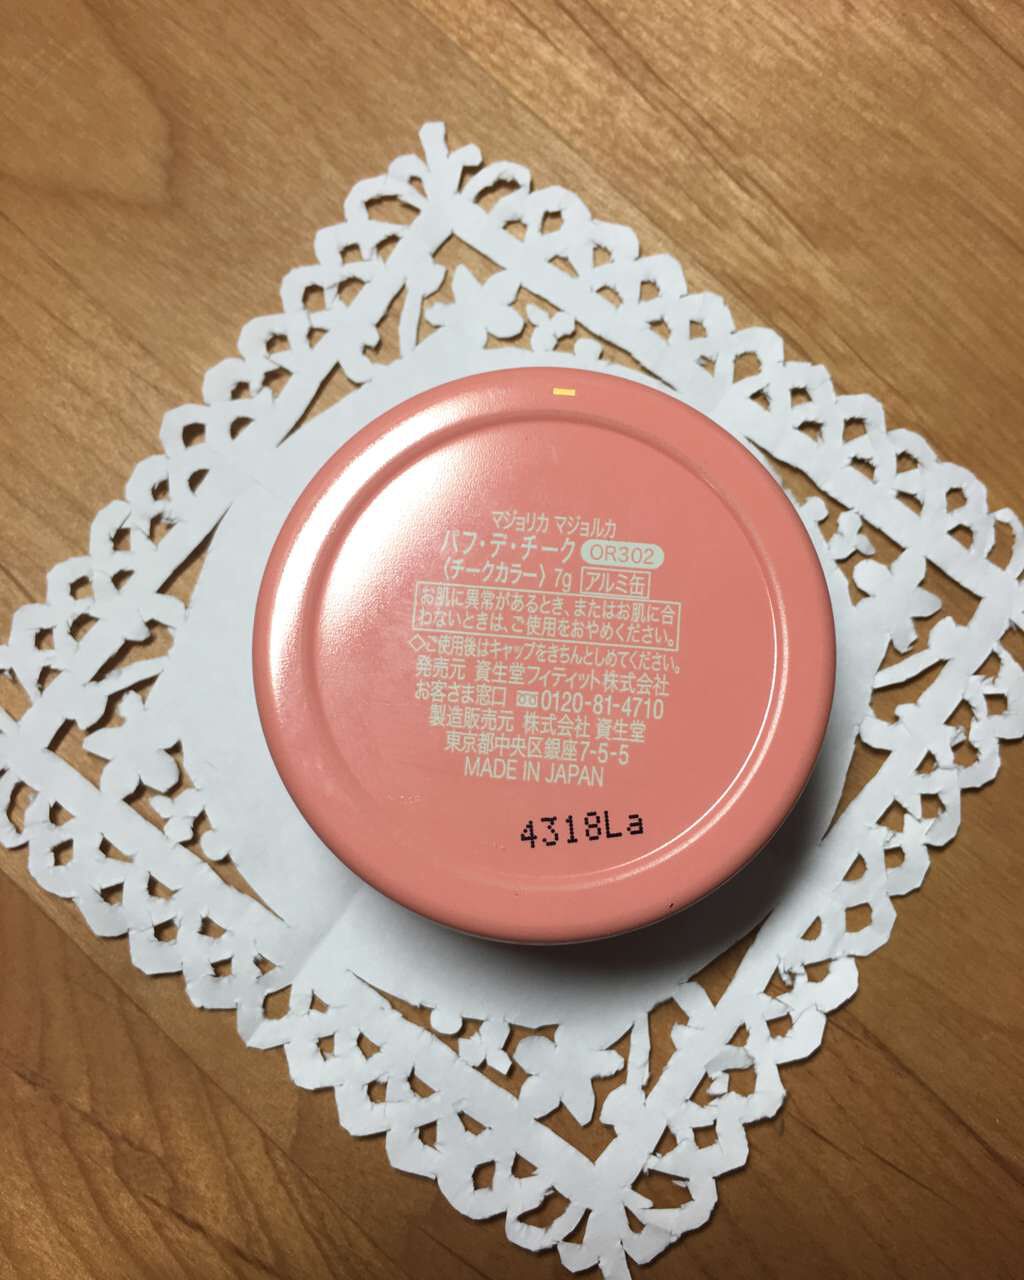 マジョリカ マジョルカ
パフ・デ・チーク OR302
〈チークカラー〉7g アルミ缶
お肌に異常があるとき、またはお肌に合
わないときは、ご使用をおやめください。
◇ご使用後はキャップをきちんとしめてください。
発売元 資生堂フィティット株式会社
お客さま窓口 0120-81-4710
製造販売元 株式会社 資生堂
東京都中央区銀座7-5-5
MADE IN JAPAN
4318La